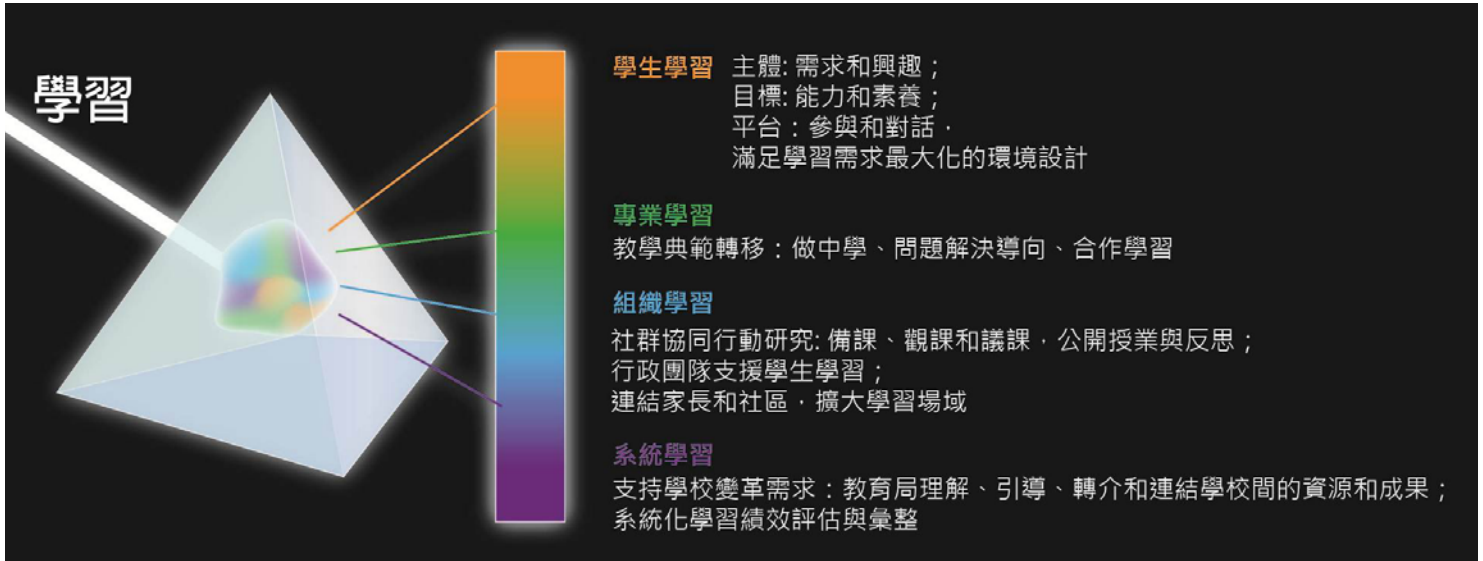 學習
學生學習 主體: 需求和興趣；
目標: 能力和素養；
平台：參與和對話，
滿足學習需求最大化的環境設計
專業學習
教學典範轉移：做中學、問題解決導向、合作學習
組織學習
社群協同行動研究: 備課、觀課和議課，公開授業與反思；
行政團隊支援學生學習；
連結家長和社區，擴大學習場域
系統學習
支持學校變革需求：教育局理解、引導、轉介和連結學校間的資源和成果；
系統化學習績效評估與彙整